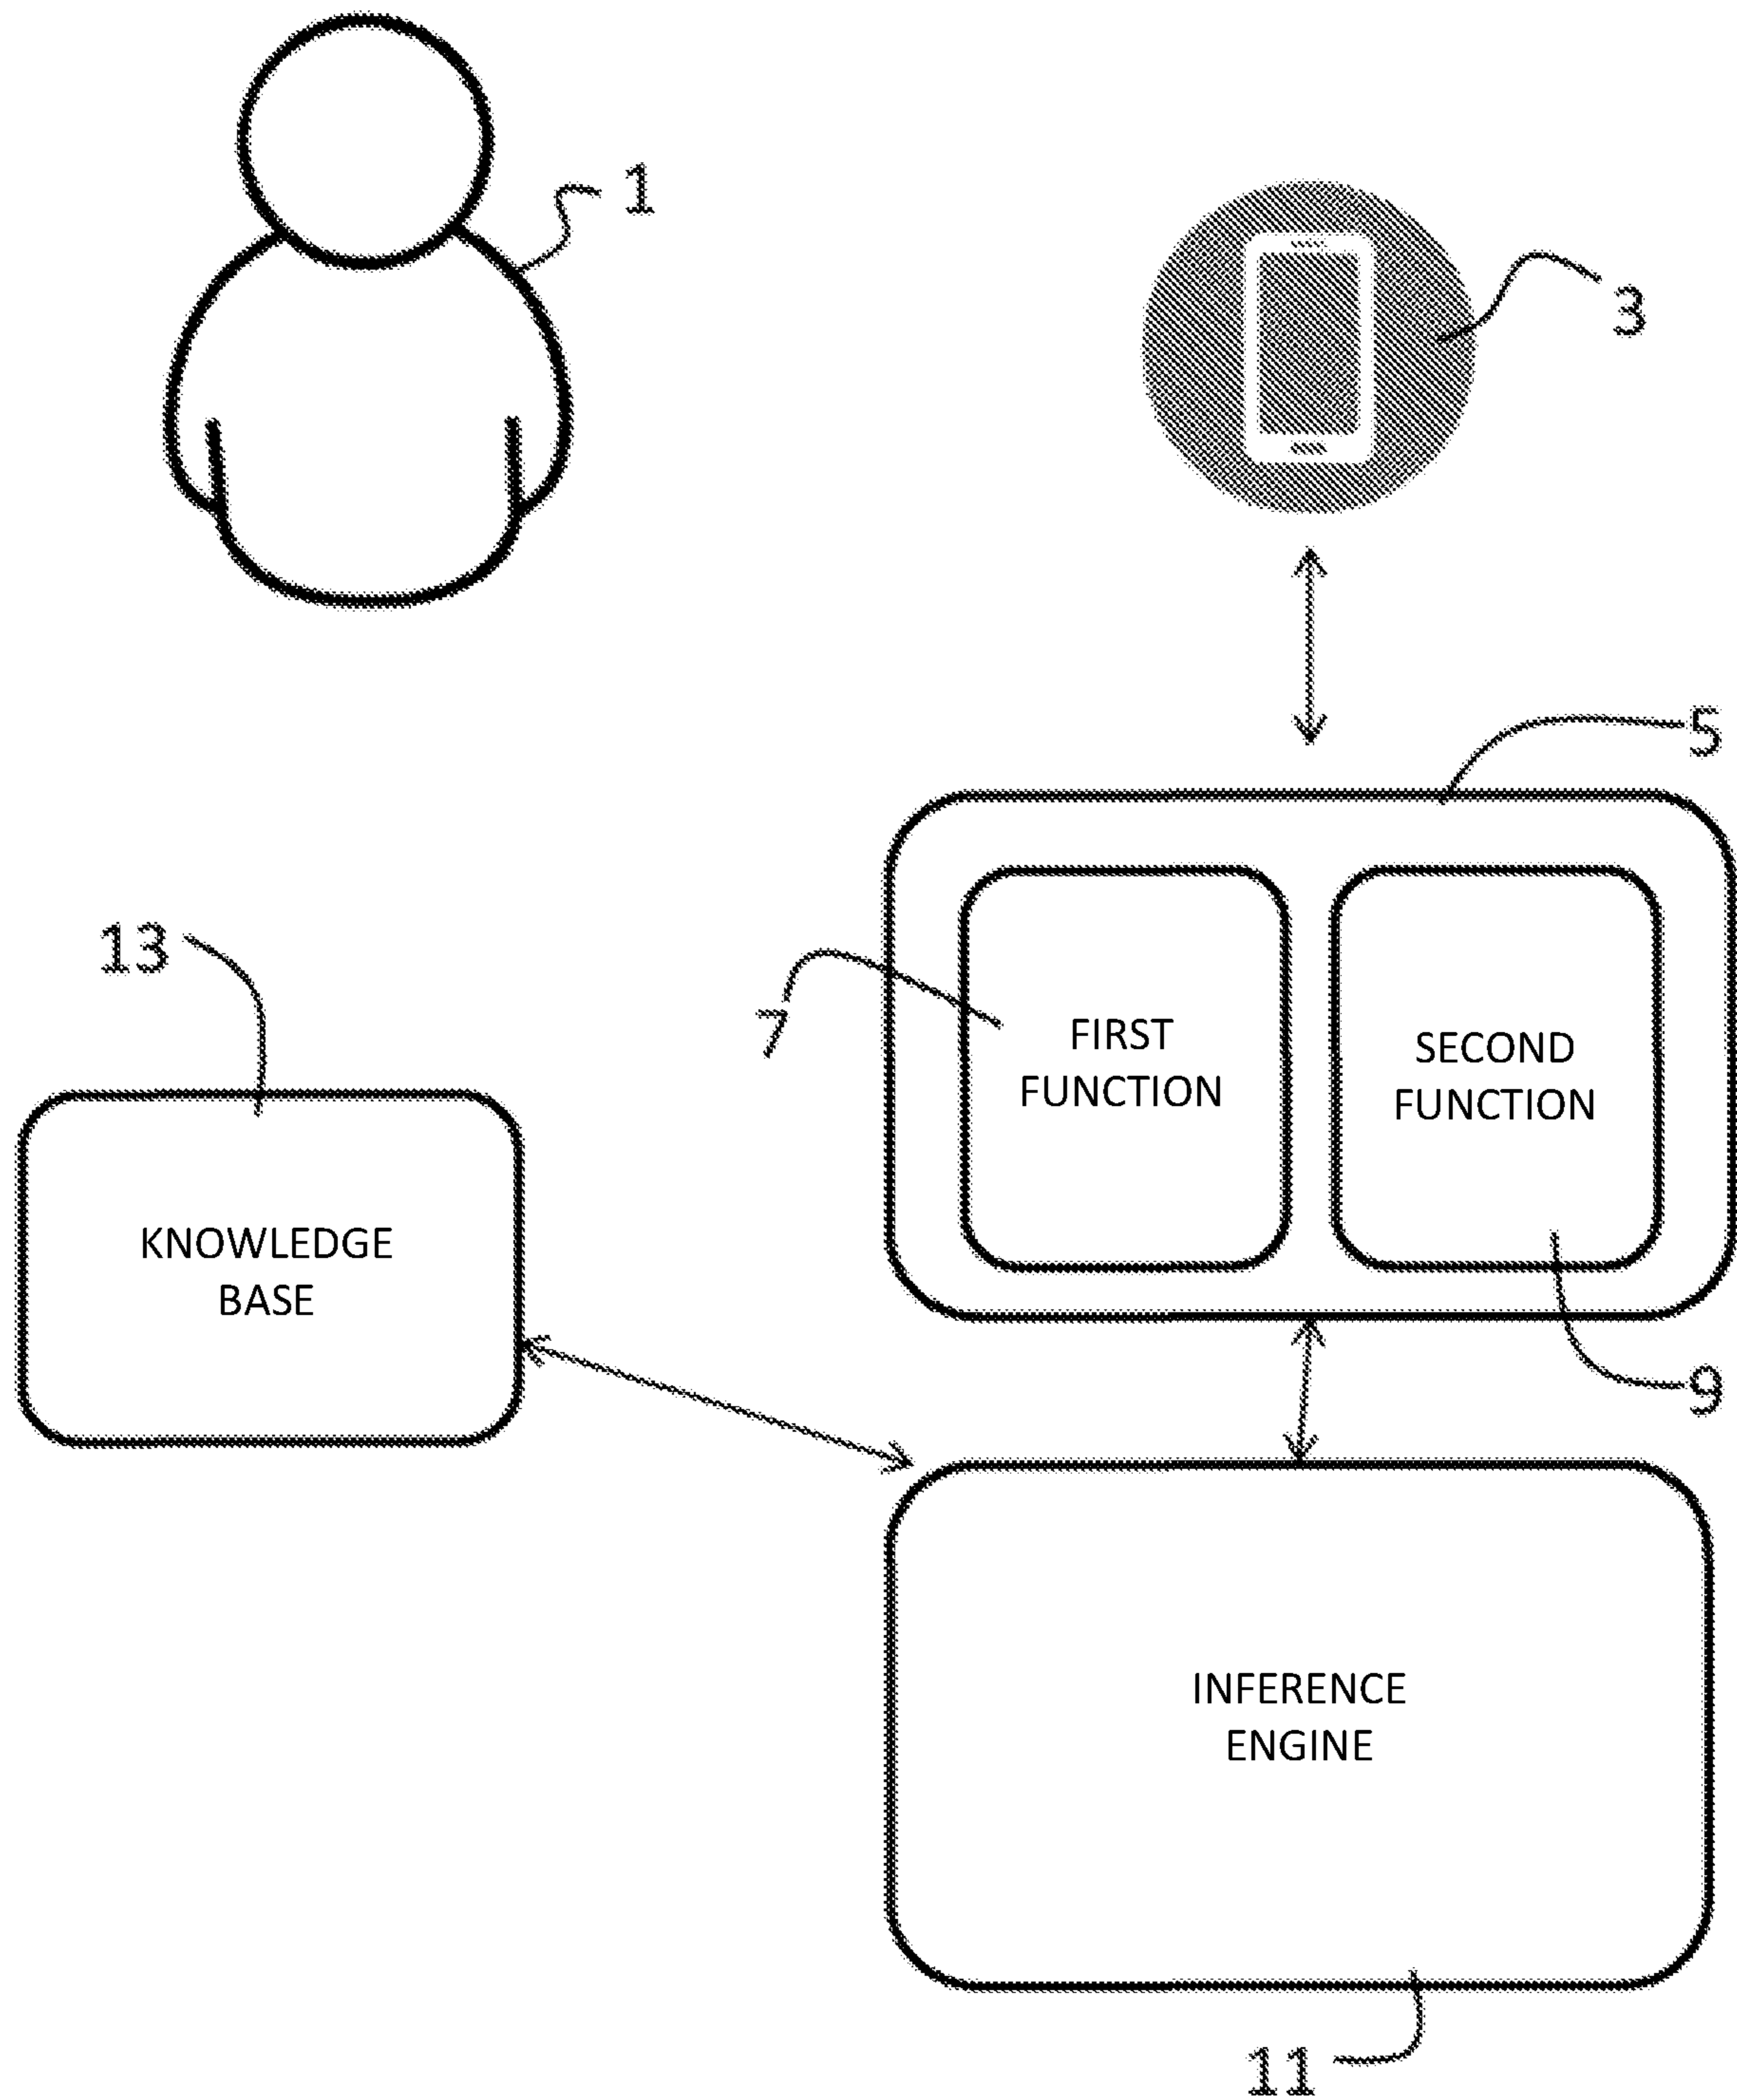 1
3
5
13
7
FIRST
FUNCTION
SECOND
FUNCTION
KNOWLEDGE
BASE
9
INFERENCE
ENGINE
11